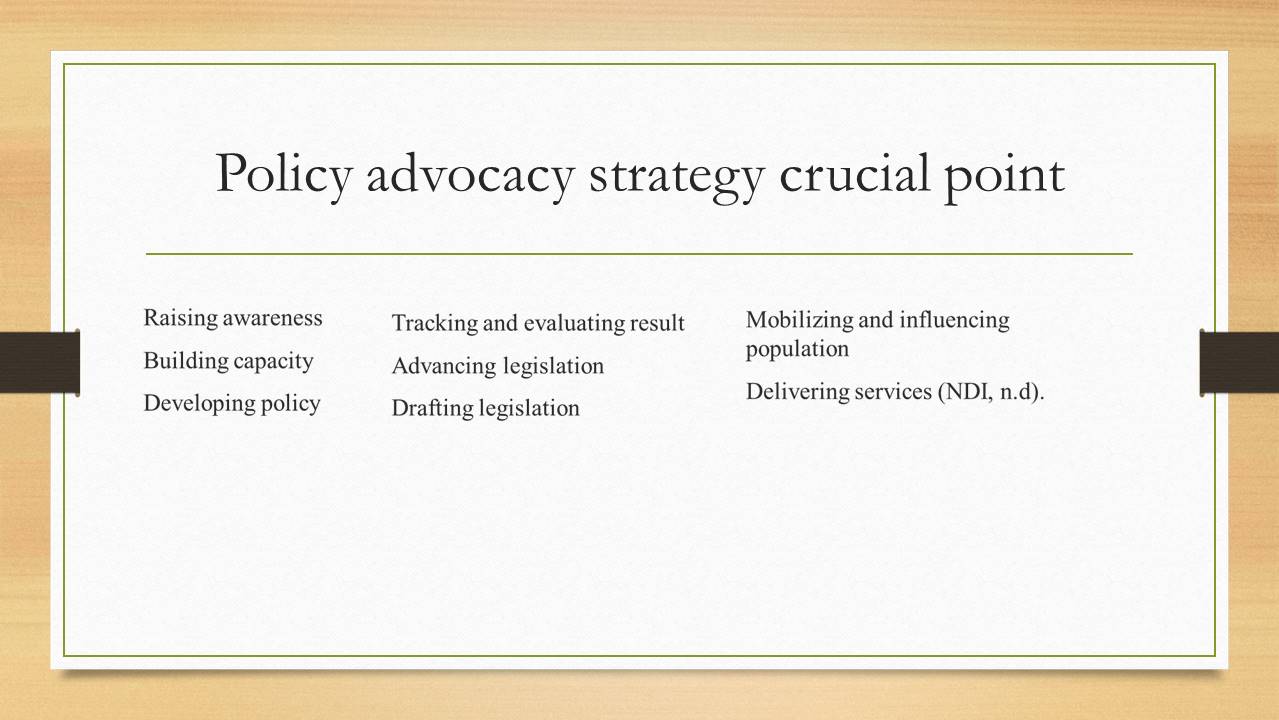 Policy advocacy strategy crucial point
Raising awareness
Building capacity
Developing policy
Tracking and evaluating result
Advancing legislation
Drafting legislation
Mobilizing and influencing
population
Delivering services (NDI, n.d).